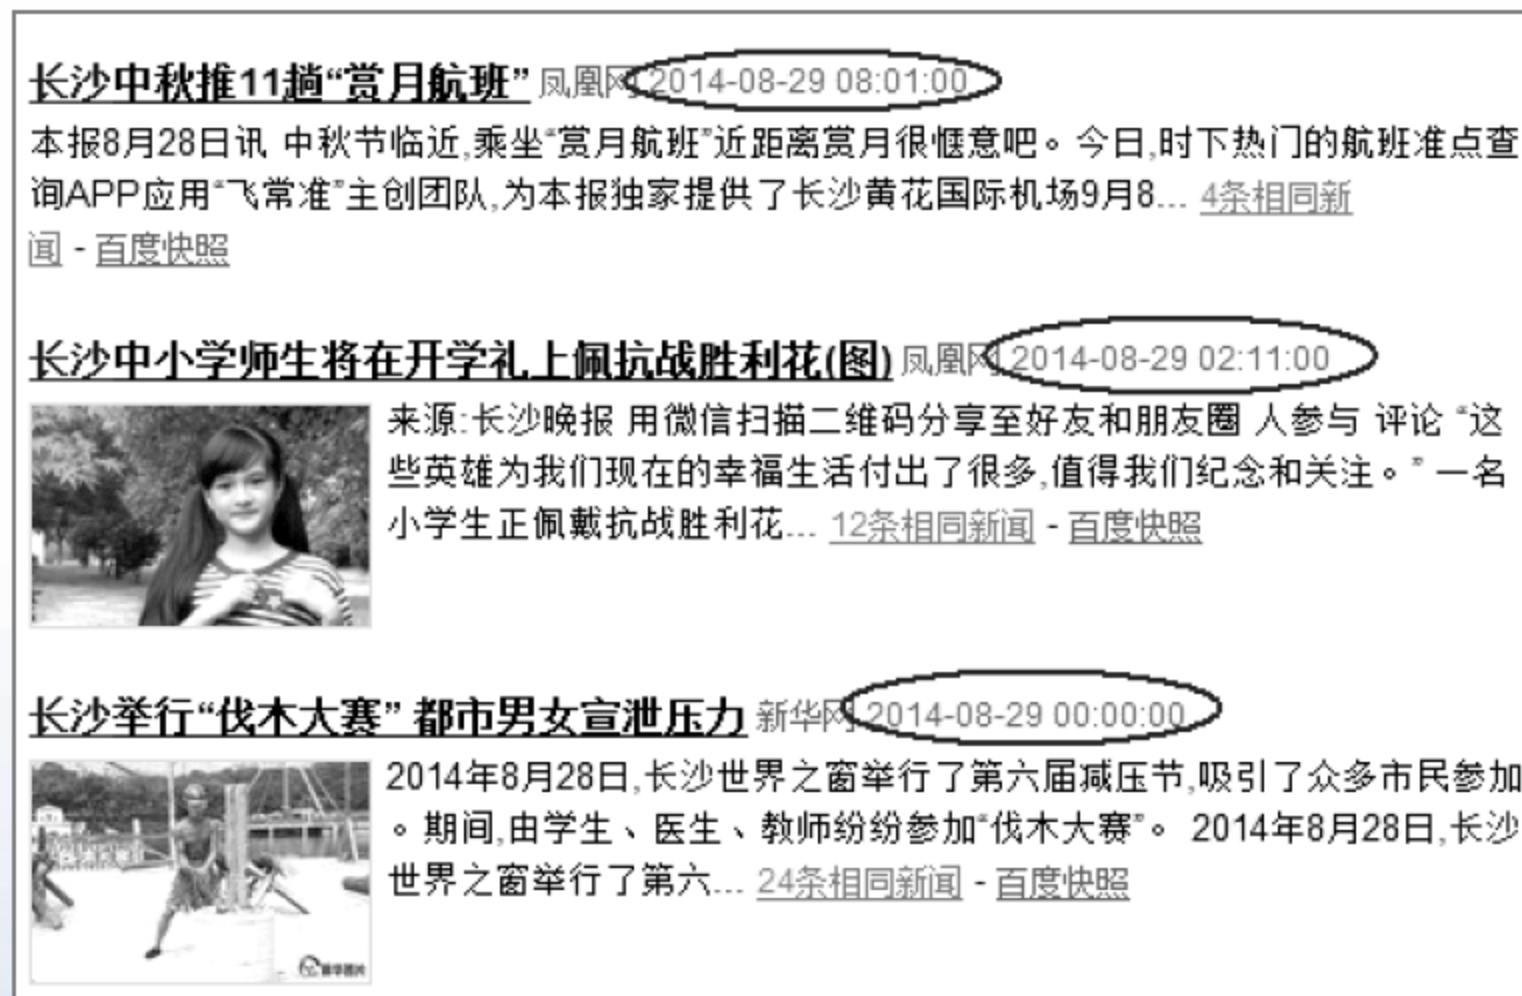 长沙中秋推11趟“赏月航班” 凤凰网 2014-08-29 08:01:00
本报8月28日讯 中秋节临近,乘坐“赏月航班”近距离赏月很惬意吧。今日,时下热门的航班准点查
询APP应用“飞常准”主创团队,为本报独家提供了长沙黄花国际机场9月8... 4条相同新
闻 - 百度快照
长沙中小学师生将在开学礼上佩抗战胜利花(图) 凤凰网 2014-08-29 02:11:00
来源:长沙晚报 用微信扫描二维码分享至好友和朋友圈 人参与 评论 “这
些英雄为我们现在的幸福生活付出了很多,值得我们纪念和关注。” 一名
小学生正佩戴抗战胜利花... 12条相同新闻 - 百度快照
长沙举行“伐木大赛” 都市男女宣泄压力 新华网 2014-08-29 00:00:00
2014年8月28日,长沙世界之窗举行了第六届减压节,吸引了众多市民参加
。期间,由学生、医生、教师纷纷参加“伐木大赛”。 2014年8月28日,长沙
世界之窗举行了第六... 24条相同新闻 - 百度快照